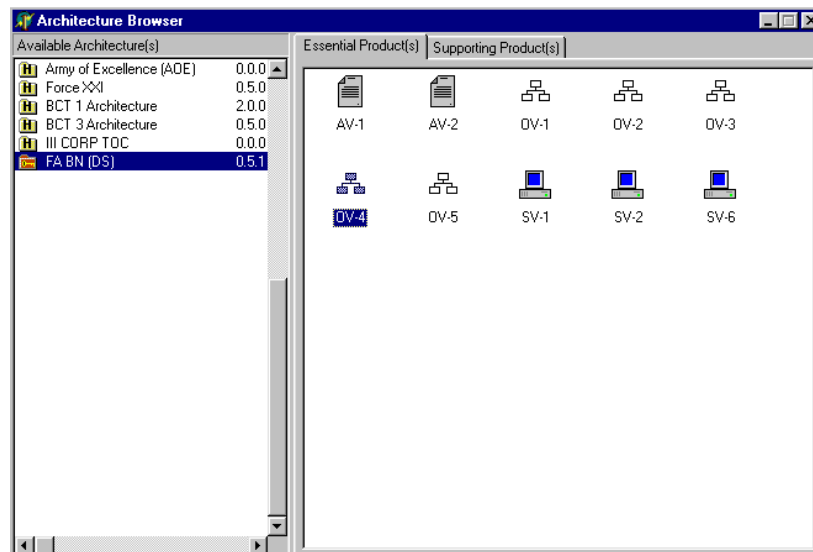 Architecture Browser
Available Architecture(s)
Army of Excellence (AOE) 0.0.0
Force XXI 0.5.0
BCT 1 Architecture 2.0.0
BCT 3 Architecture 0.5.0
III CORP TOC 0.0.0
FA BN (DS) 0.5.1
Essential Product(s) Supporting Product(s)
AV-1 AV-2 OV-1 OV-2 OV-3
OV-4 OV-5 SV-1 SV-2 SV-6